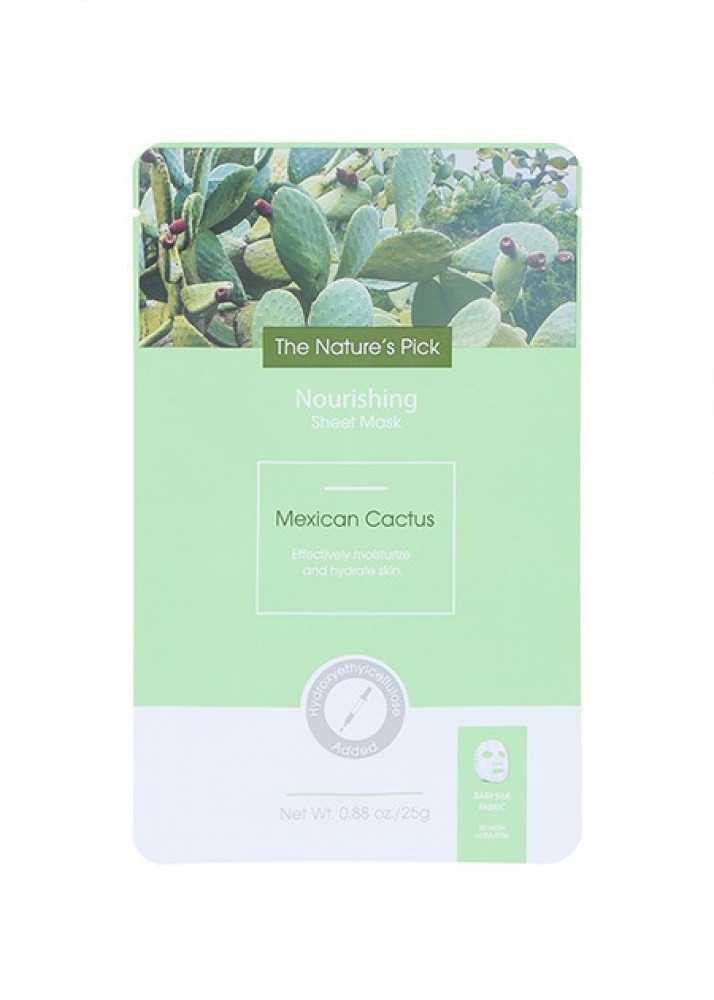 The Nature's Pick
Nourishing
Sheet Mask
Mexican Cactus
Effectively moisturize
and hydrate skin.
Hydroxyethylcellulose
Added
Net Wt. 0.88 oz./25g
BABY SILK
FABRIC